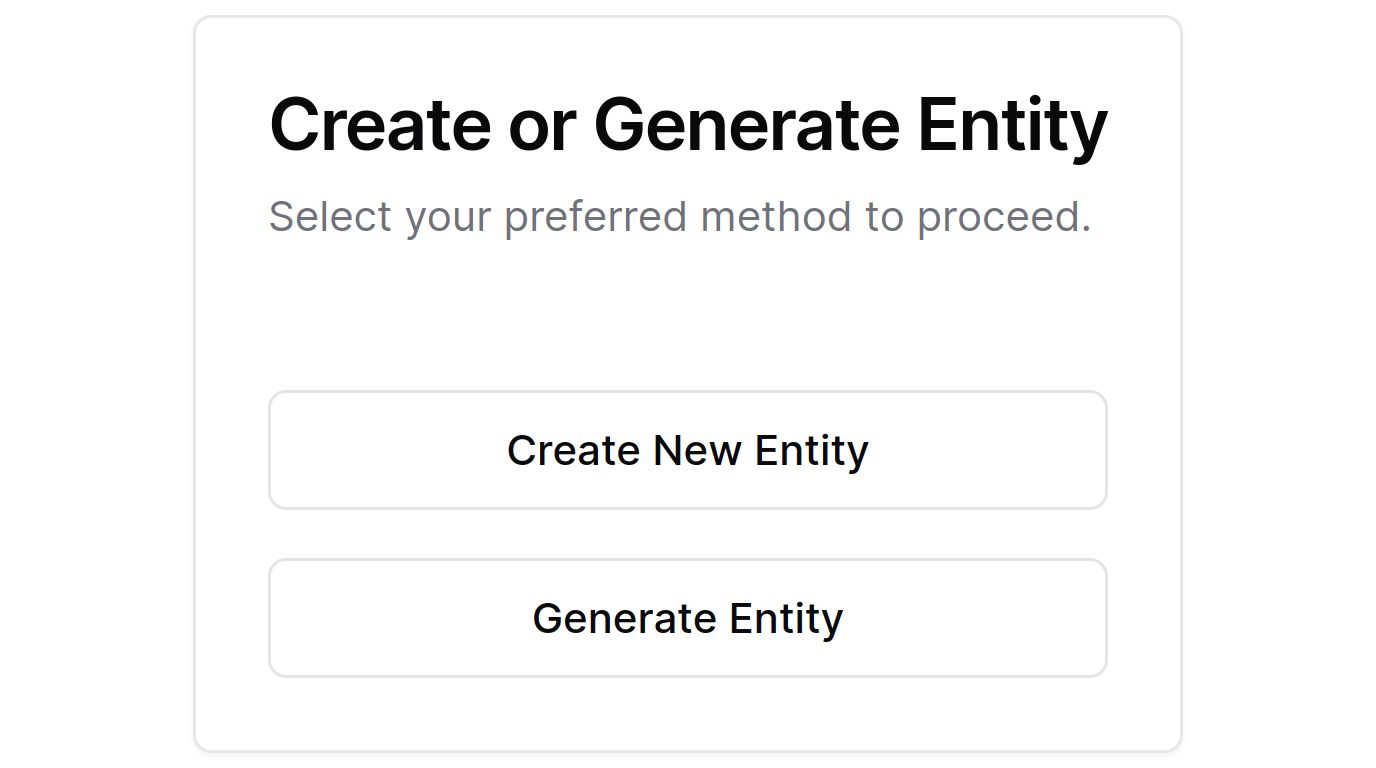 Create or Generate Entity
Select your preferred method to proceed.
Create New Entity
Generate Entity